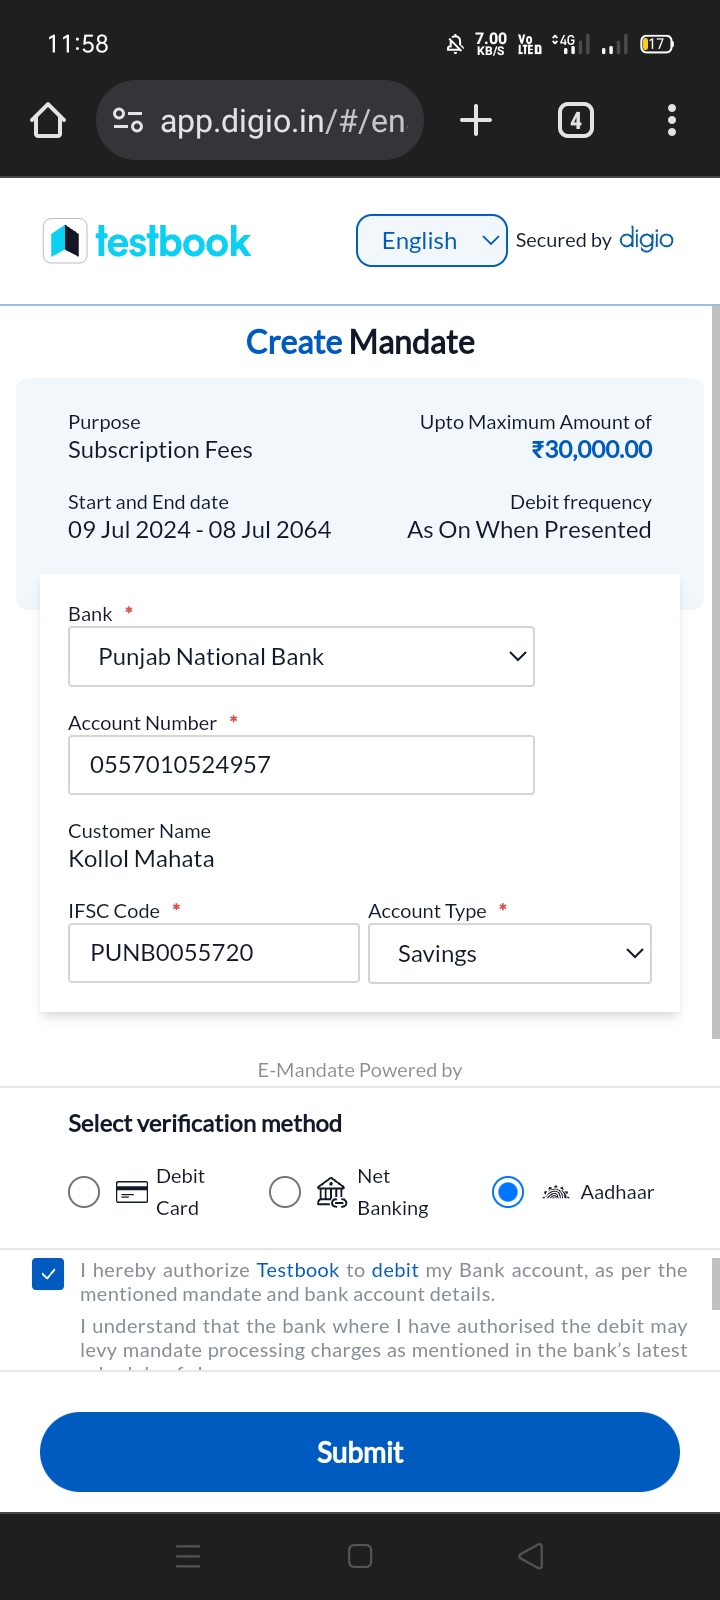 11:58
7.00 KB/S Vo LTE D 4G 17
app.digio.in/#/en
4
testbook
English
Secured by digio
Create Mandate
Purpose
Upto Maximum Amount of
Subscription Fees
₹30,000.00
Start and End date
Debit frequency
09 Jul 2024 - 08 Jul 2064
As On When Presented
Bank *
Punjab National Bank
Account Number *
0557010524957
Customer Name
Kollol Mahata
IFSC Code *
Account Type *
PUNB0055720
Savings
E-Mandate Powered by
Select verification method
Debit Card
Net Banking
Aadhaar
I hereby authorize Testbook to debit my Bank account, as per the
mentioned mandate and bank account details.
I understand that the bank where I have authorised the debit may
levy mandate processing charges as mentioned in the bank's latest
Submit